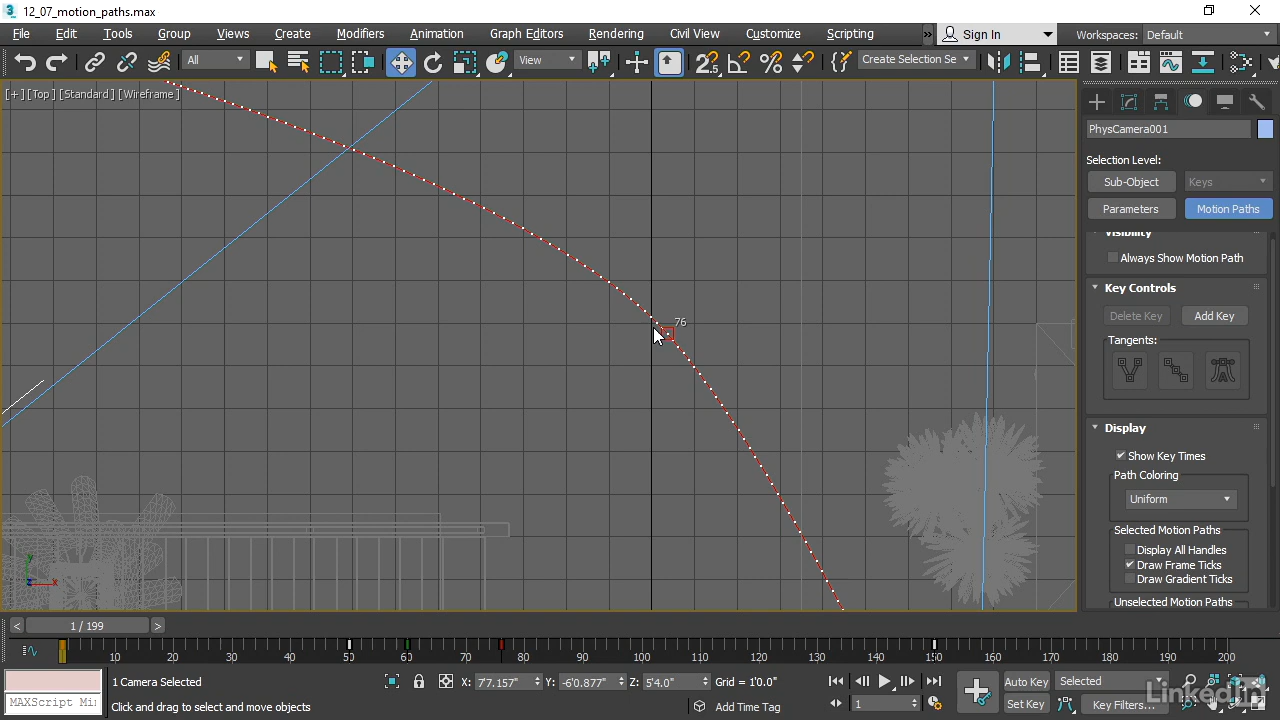 12_07_motion_paths.max
File Edit Tools Group Views Create Modifiers Animation Graph Editors Rendering Civil View Customize Scripting » Sign In Workspaces: Default
All View Create Selection Se
[+] [Top] [Standard] [Wireframe]
PhysCamera001
Selection Level:
Sub-Object Keys
Parameters Motion Paths
Visibility
Always Show Motion Path
Key Controls
Delete Key Add Key
Tangents:
Display
Show Key Times
Path Coloring
Uniform
Selected Motion Paths
Display All Handles
Draw Frame Ticks
Draw Gradient Ticks
Unselected Motion Paths
76
y
z x
< 1 / 199 >
10 20 30 40 50 60 70 80 90 100 110 120 130 140 150 160 170 180 190 200
1 Camera Selected X: 7'7.157" Y: -6'0.877" Z: 5'4.0" Grid = 1'0.0" Auto Key Selected
MAXScript Mi Click and drag to select and move objects Add Time Tag 1 Set Key Key Filters...
LinkedIn